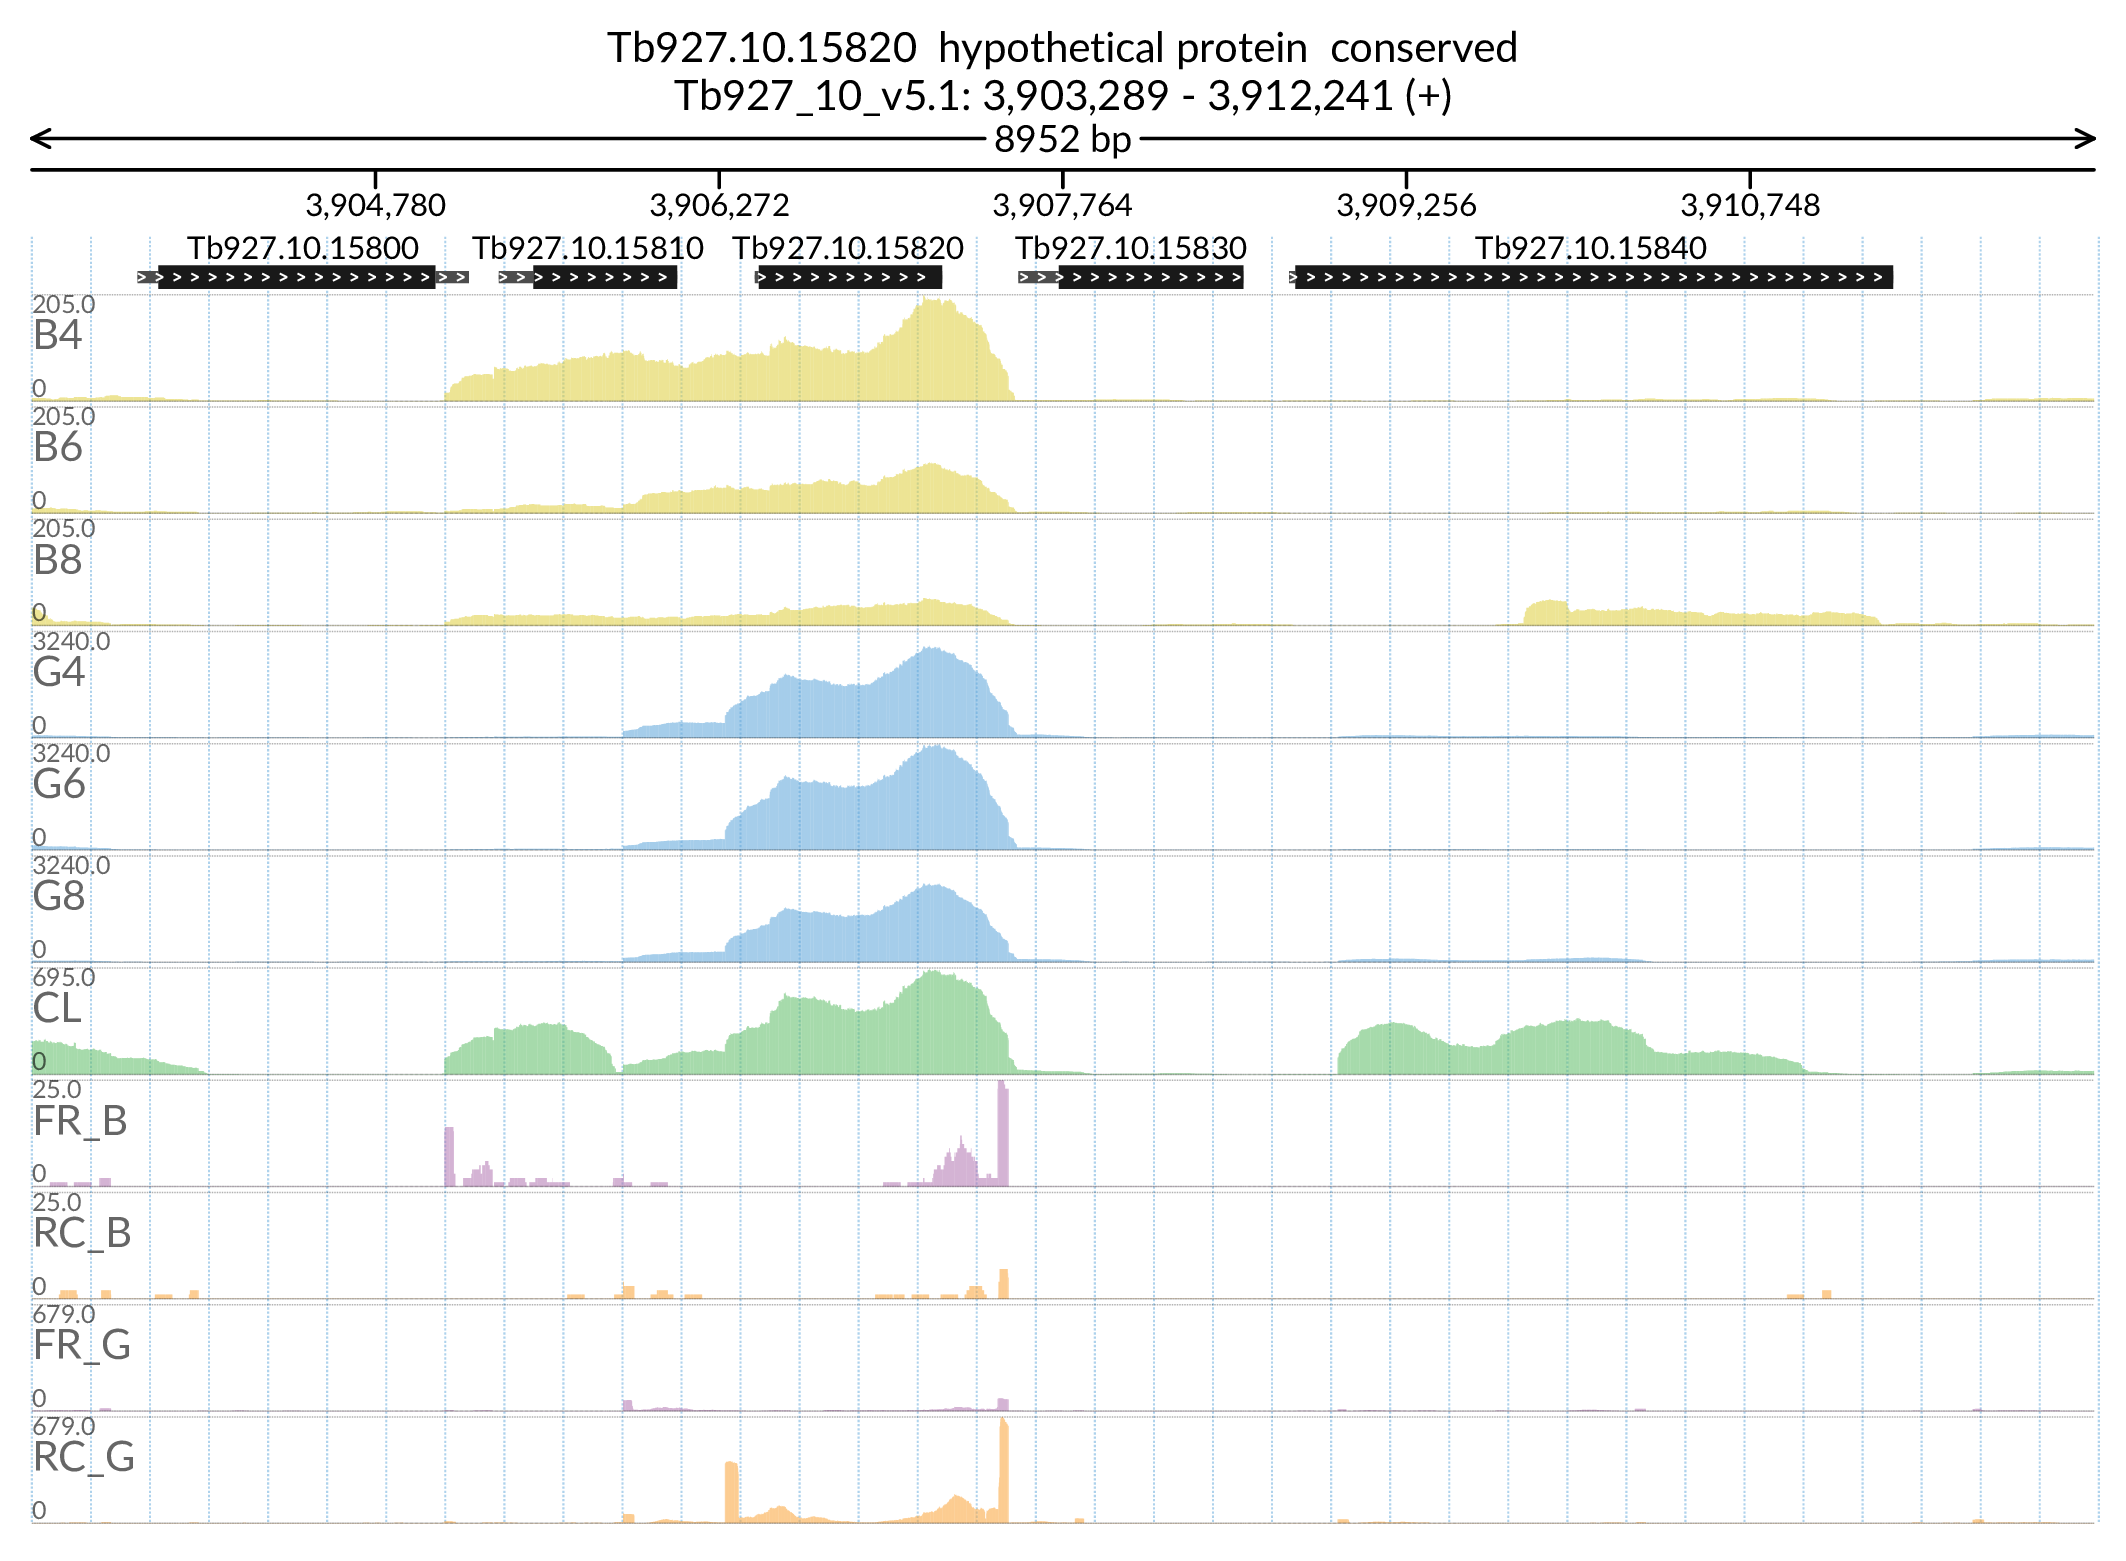 Tb927.10.15820 hypothetical protein conserved
Tb927_10_v5.1: 3,903,289 - 3,912,241 (+)
8952 bp
3,904,780 3,906,272 3,907,764 3,909,256 3,910,748
Tb927.10.15800 Tb927.10.15810 Tb927.10.15820 Tb927.10.15830 Tb927.10.15840
205.0
B4
0
205.0
B6
0
205.0
B8
0
3240.0
G4
0
3240.0
G6
0
3240.0
G8
0
695.0
CL
0
25.0
FR_B
0
25.0
RC_B
0
679.0
FR_G
0
679.0
RC_G
0